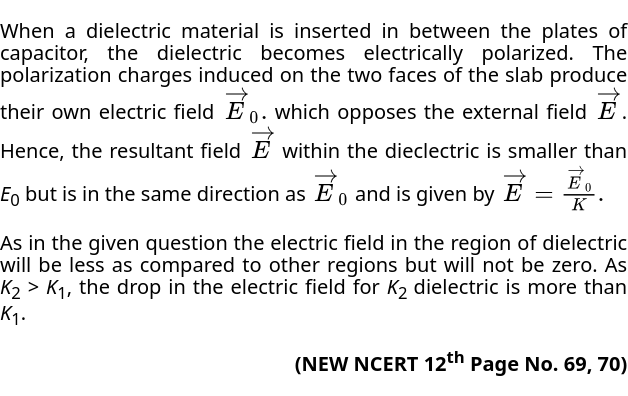 When a dielectric material is inserted in between the plates of
capacitor, the dielectric becomes electrically polarized. The
polarization charges induced on the two faces of the slab produce
their own electric field $\overrightarrow{E}_0$. which opposes the external field $\overrightarrow{E}$.
Hence, the resultant field $\overrightarrow{E}$ within the dieclectric is smaller than
$E_0$ but is in the same direction as $\overrightarrow{E}_0$ and is given by $\overrightarrow{E} = \frac{\overrightarrow{E}_0}{K}$.
As in the given question the electric field in the region of dielectric
will be less as compared to other regions but will not be zero. As
$K_2$ > $K_1$, the drop in the electric field for $K_2$ dielectric is more than
$K_1$.
(NEW NCERT 12th Page No. 69, 70)